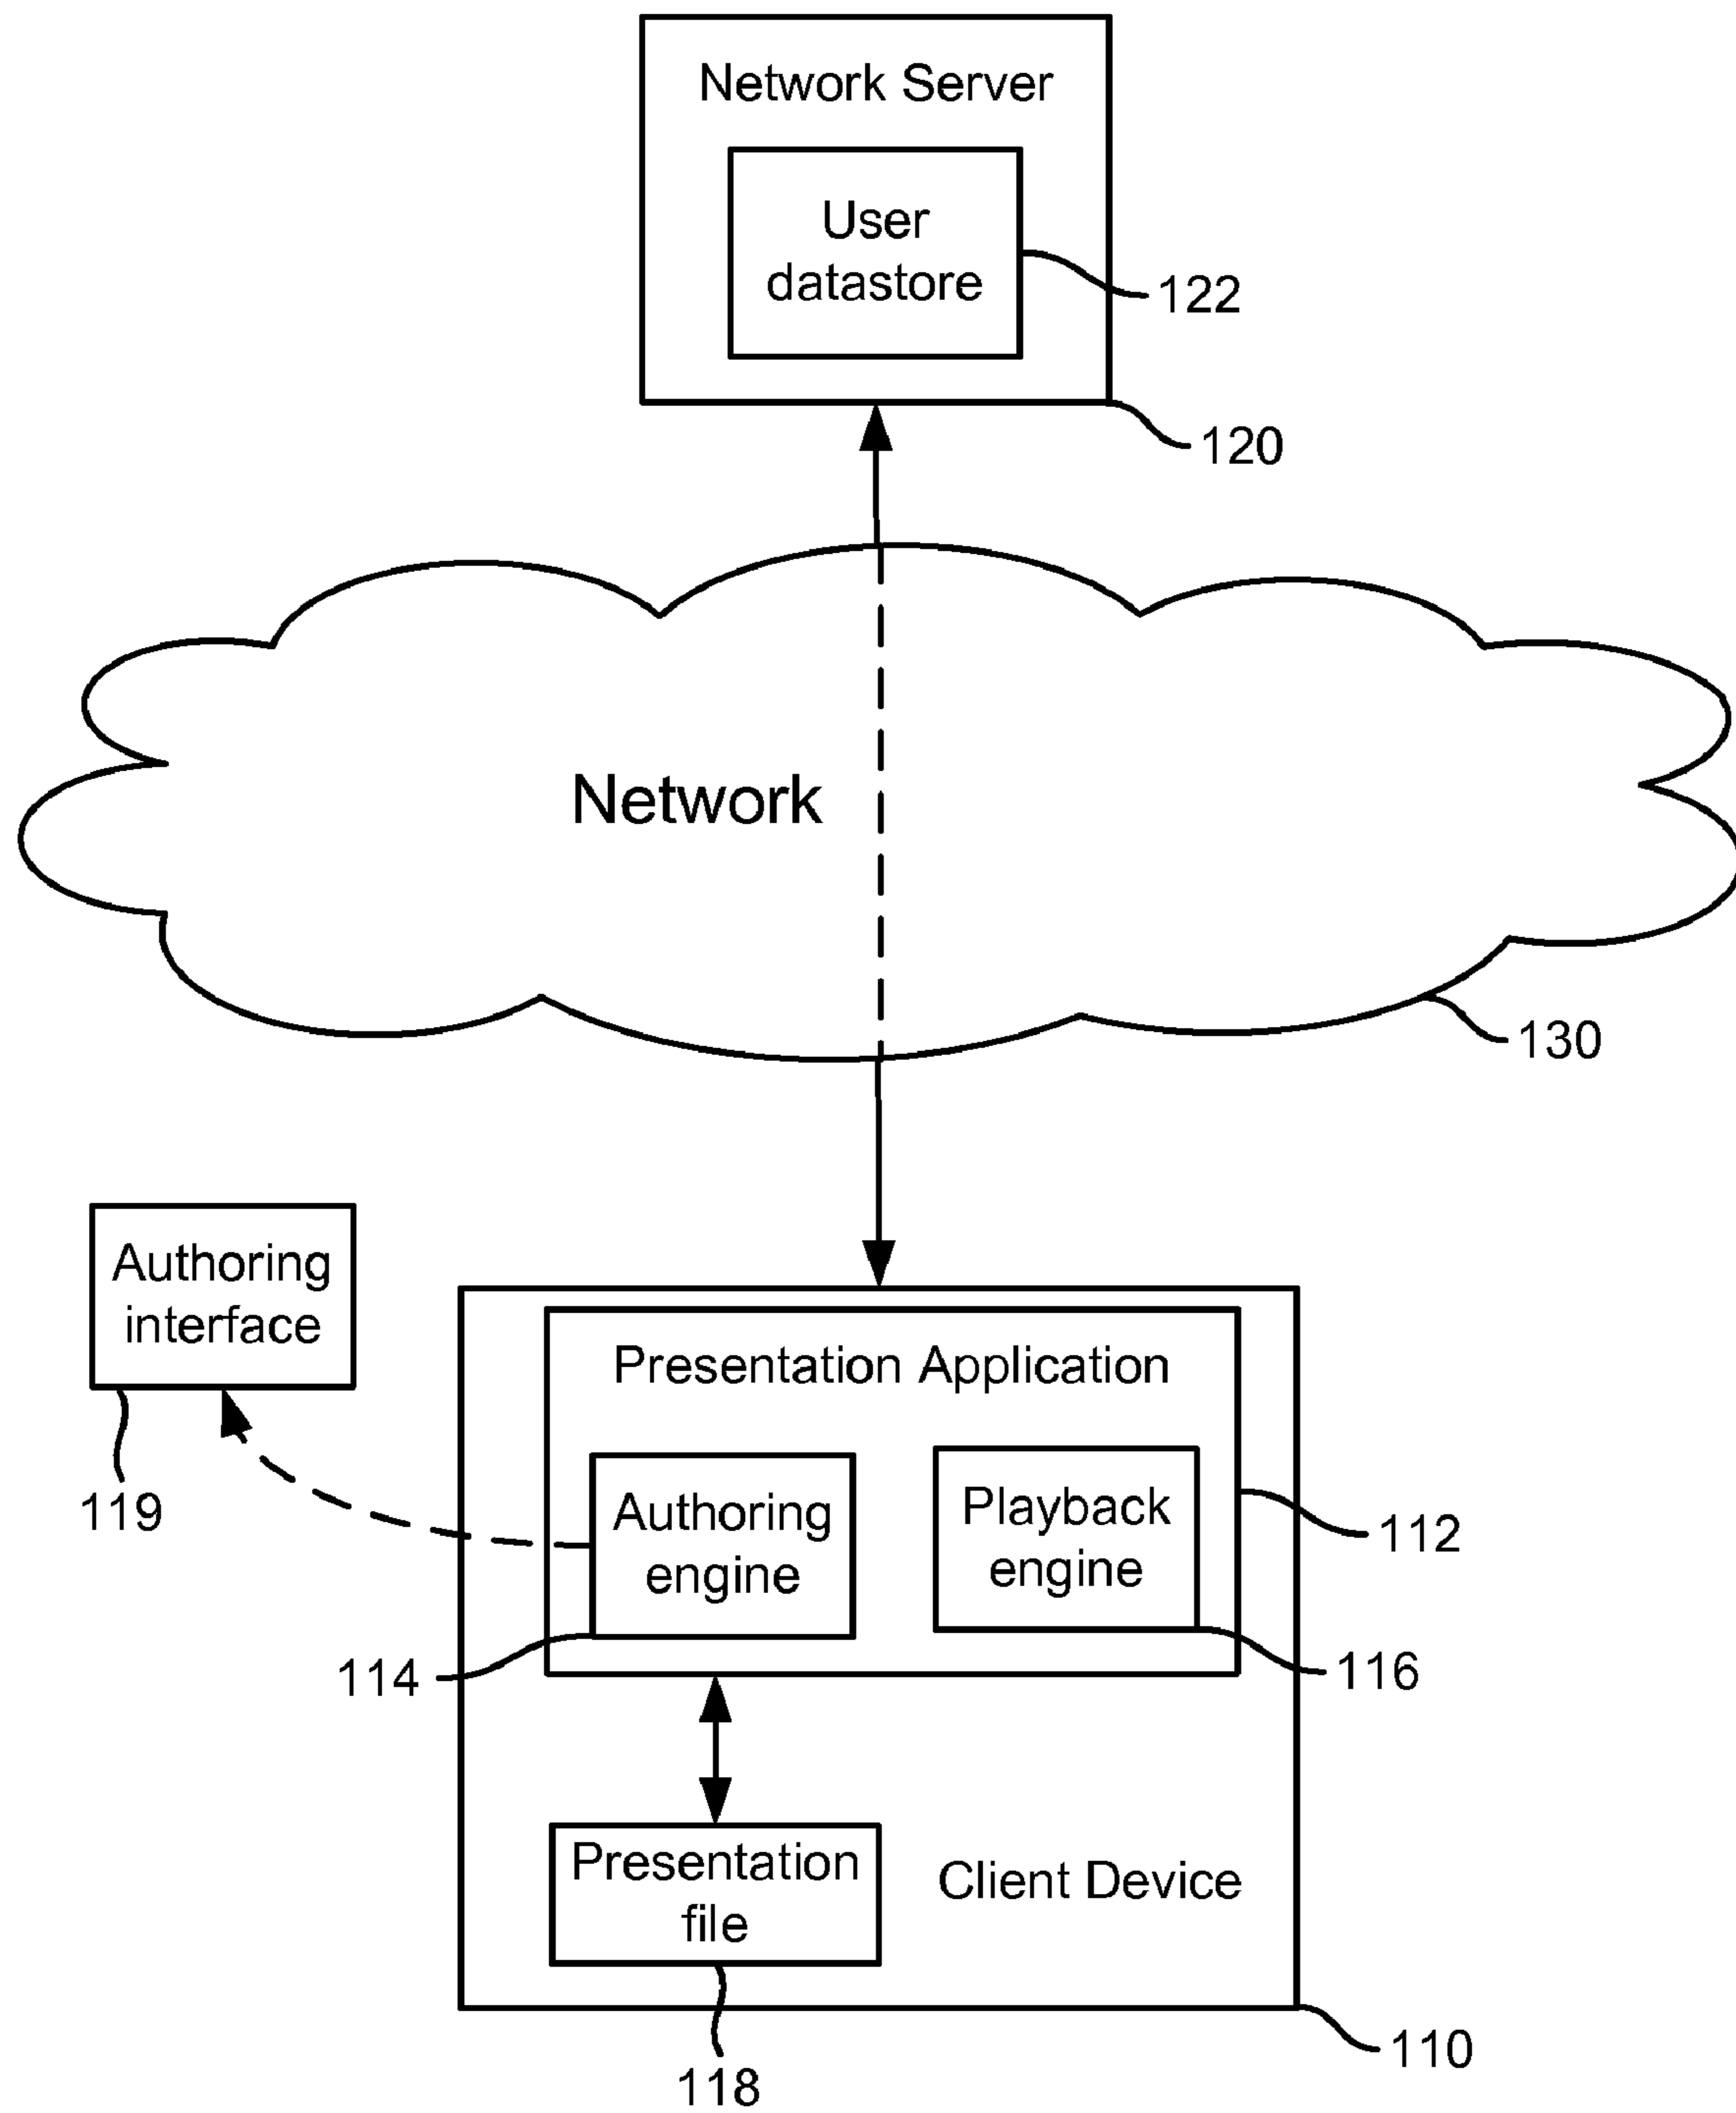 Network Server
User
datastore
122
120
Network
130
Authoring
interface
119
Presentation Application
Authoring
engine
Playback
engine
112
114
116
Presentation
file
Client Device
118
110